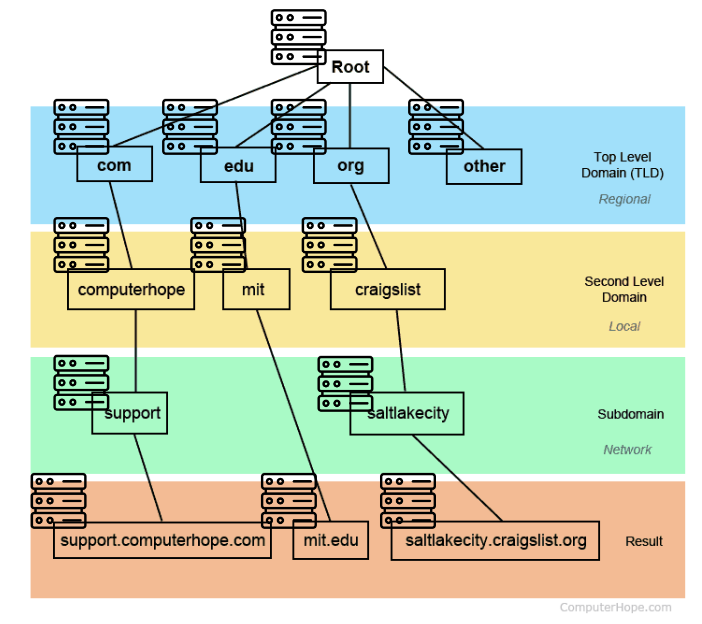 Root
com
edu
org
other
Top Level
Domain (TLD)
Regional
computerhope
mit
craigslist
Second Level
Domain
Local
support
saltlakecity
Subdomain
Network
support.computerhope.com
mit.edu
saltlakecity.craigslist.org
Result
ComputerHope.com